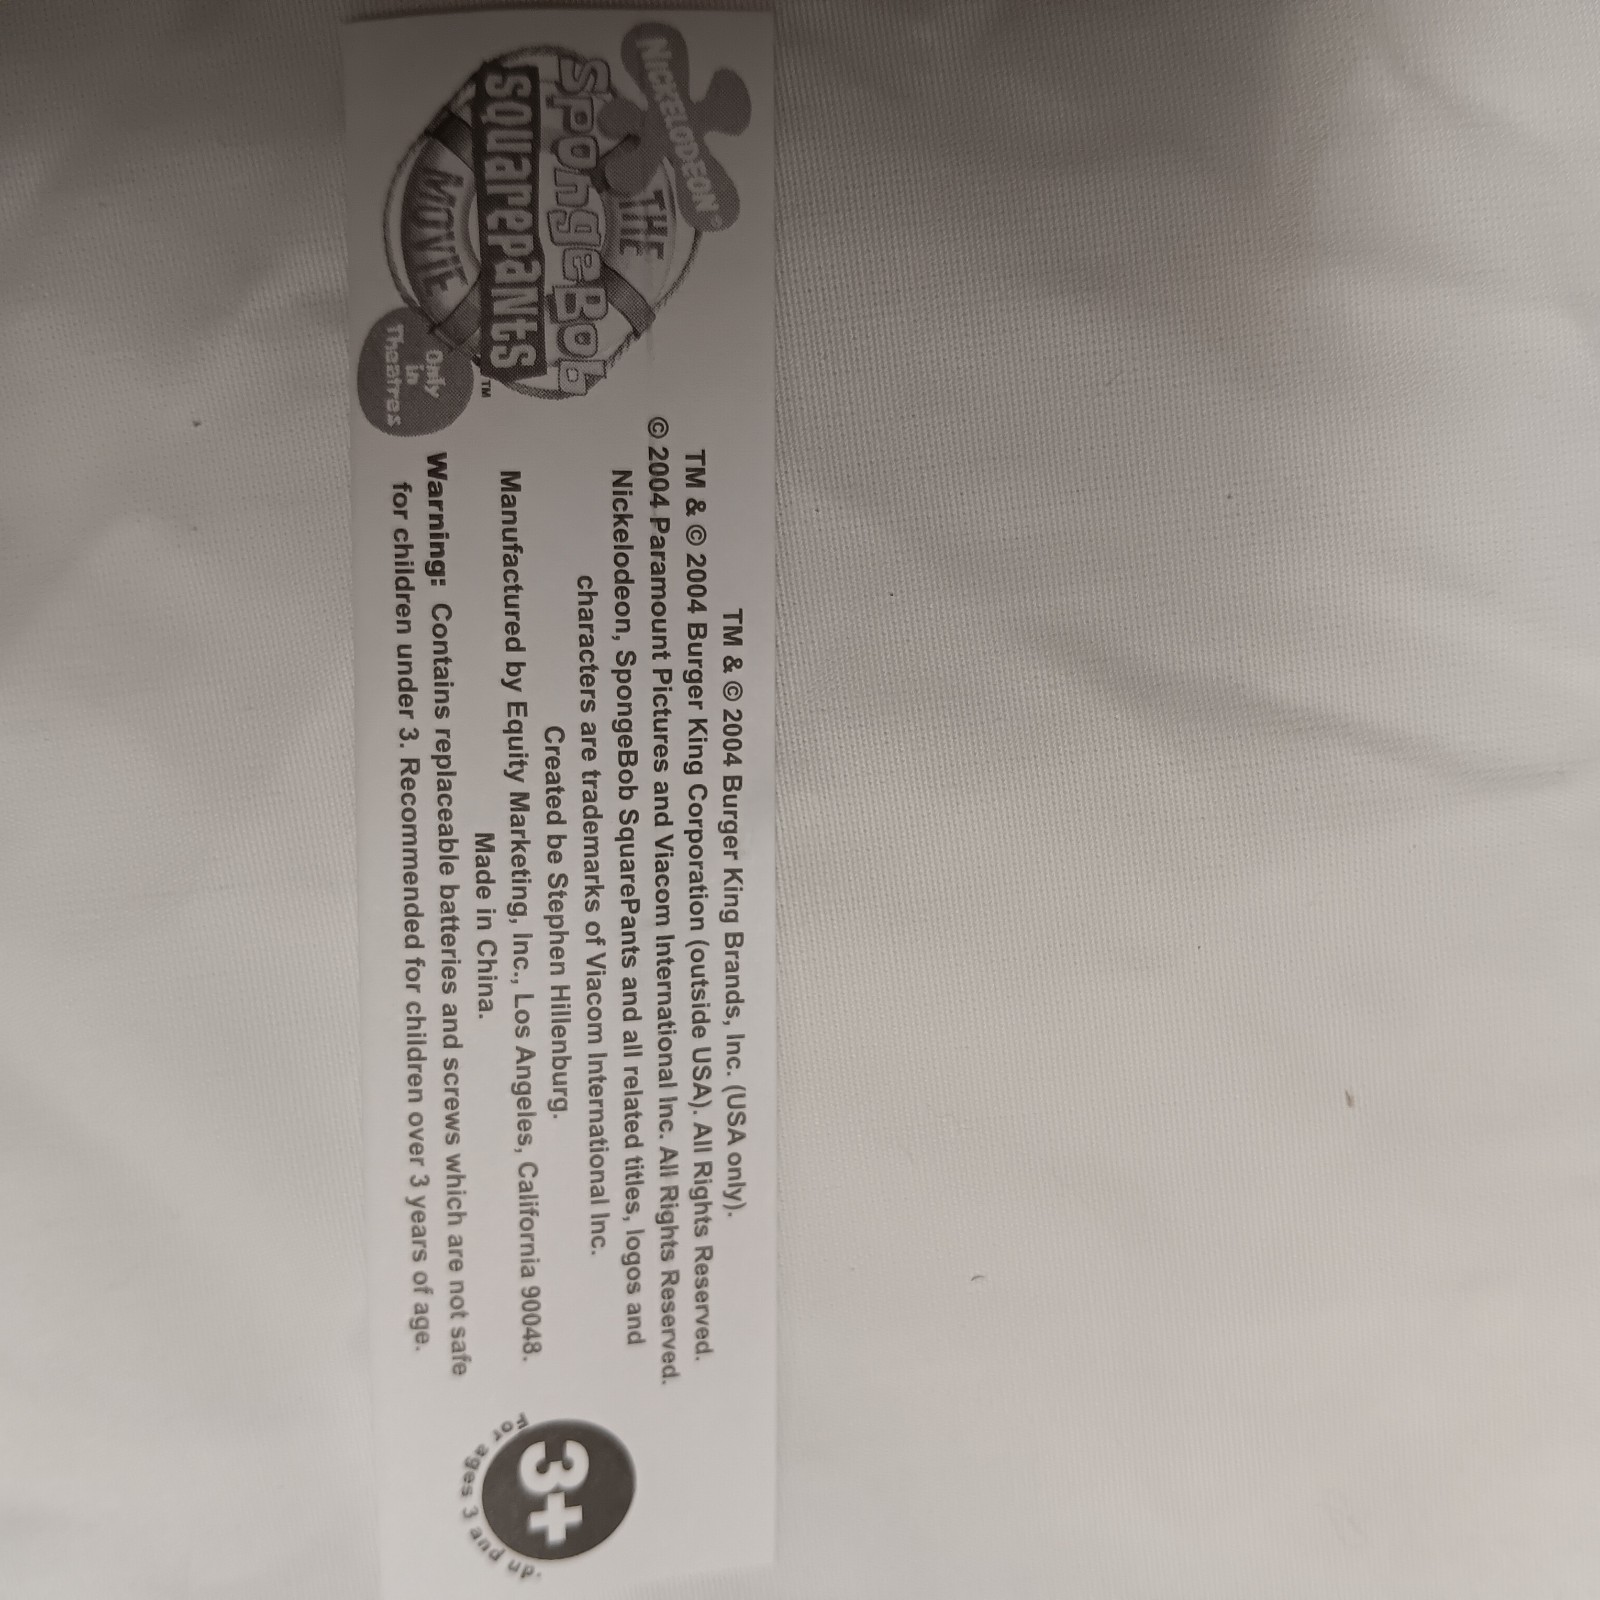 NICKELODEON
THE
SpongeBob
SQUAREPANTS
MOVIE
TM
Only
in
Theatres
TM & © 2004 Burger King Brands, Inc. (USA only).
TM & © 2004 Burger King Corporation (outside USA). All Rights Reserved.
© 2004 Paramount Pictures and Viacom International Inc. All Rights Reserved.
Nickelodeon, SpongeBob SquarePants and all related titles, logos and
characters are trademarks of Viacom International Inc.
Created be Stephen Hillenburg.
Manufactured by Equity Marketing, Inc., Los Angeles, California 90048.
Made in China.
Warning: Contains replaceable batteries and screws which are not safe
for children under 3. Recommended for children over 3 years of age.
3+
For ages 3 and up.